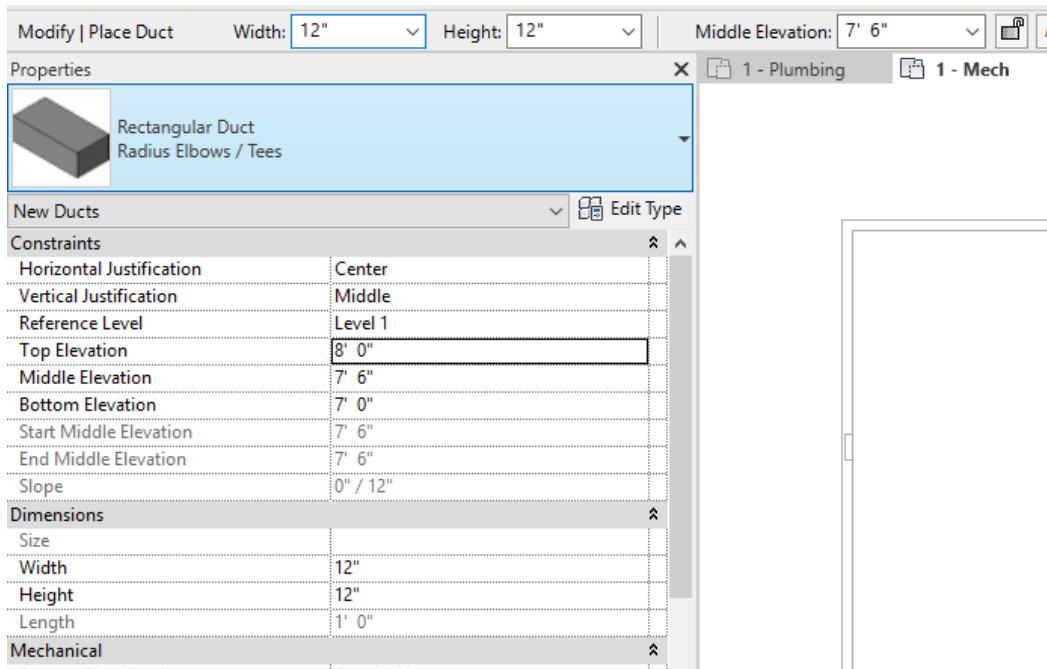 Modify | Place Duct Width: 12" Height: 12" Middle Elevation: 7' 6"
Properties
1 - Plumbing
1 - Mech
Rectangular Duct
Radius Elbows / Tees
New Ducts
Edit Type
Constraints
Horizontal Justification Center
Vertical Justification Middle
Reference Level Level 1
Top Elevation 8' 0"
Middle Elevation 7' 6"
Bottom Elevation 7' 0"
Start Middle Elevation 7' 6"
End Middle Elevation 7' 6"
Slope 0" / 12"
Dimensions
Size
Width 12"
Height 12"
Length 1' 0"
Mechanical